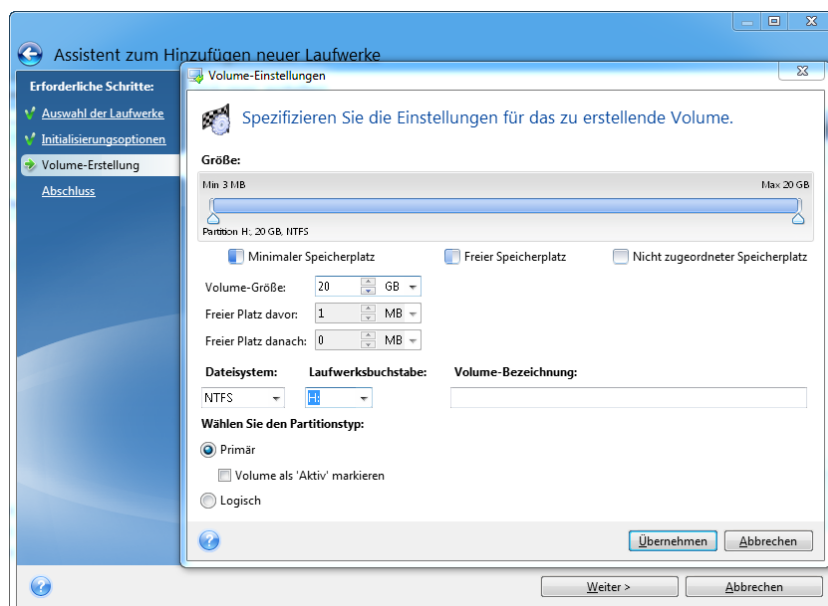 Assistent zum Hinzufügen neuer Laufwerke
Erforderliche Schritte:
Auswahl der Laufwerke
Initialisierungsoptionen
Volume-Erstellung
Abschluss
Volume-Einstellungen
Spezifizieren Sie die Einstellungen für das zu erstellende Volume.
Größe:
Min 3 MB Max 20 GB
Partition H:, 20 GB, NTFS
Minimaler Speicherplatz Freier Speicherplatz Nicht zugeordneter Speicherplatz
Volume-Größe: 20 GB
Freier Platz davor: 1 MB
Freier Platz danach: 0 MB
Dateisystem: Laufwerksbuchstabe: Volume-Bezeichnung:
NTFS H:
Wählen Sie den Partitionstyp:
Primär
Volume als 'Aktiv' markieren
Logisch
Übernehmen Abbrechen
Weiter > Abbrechen